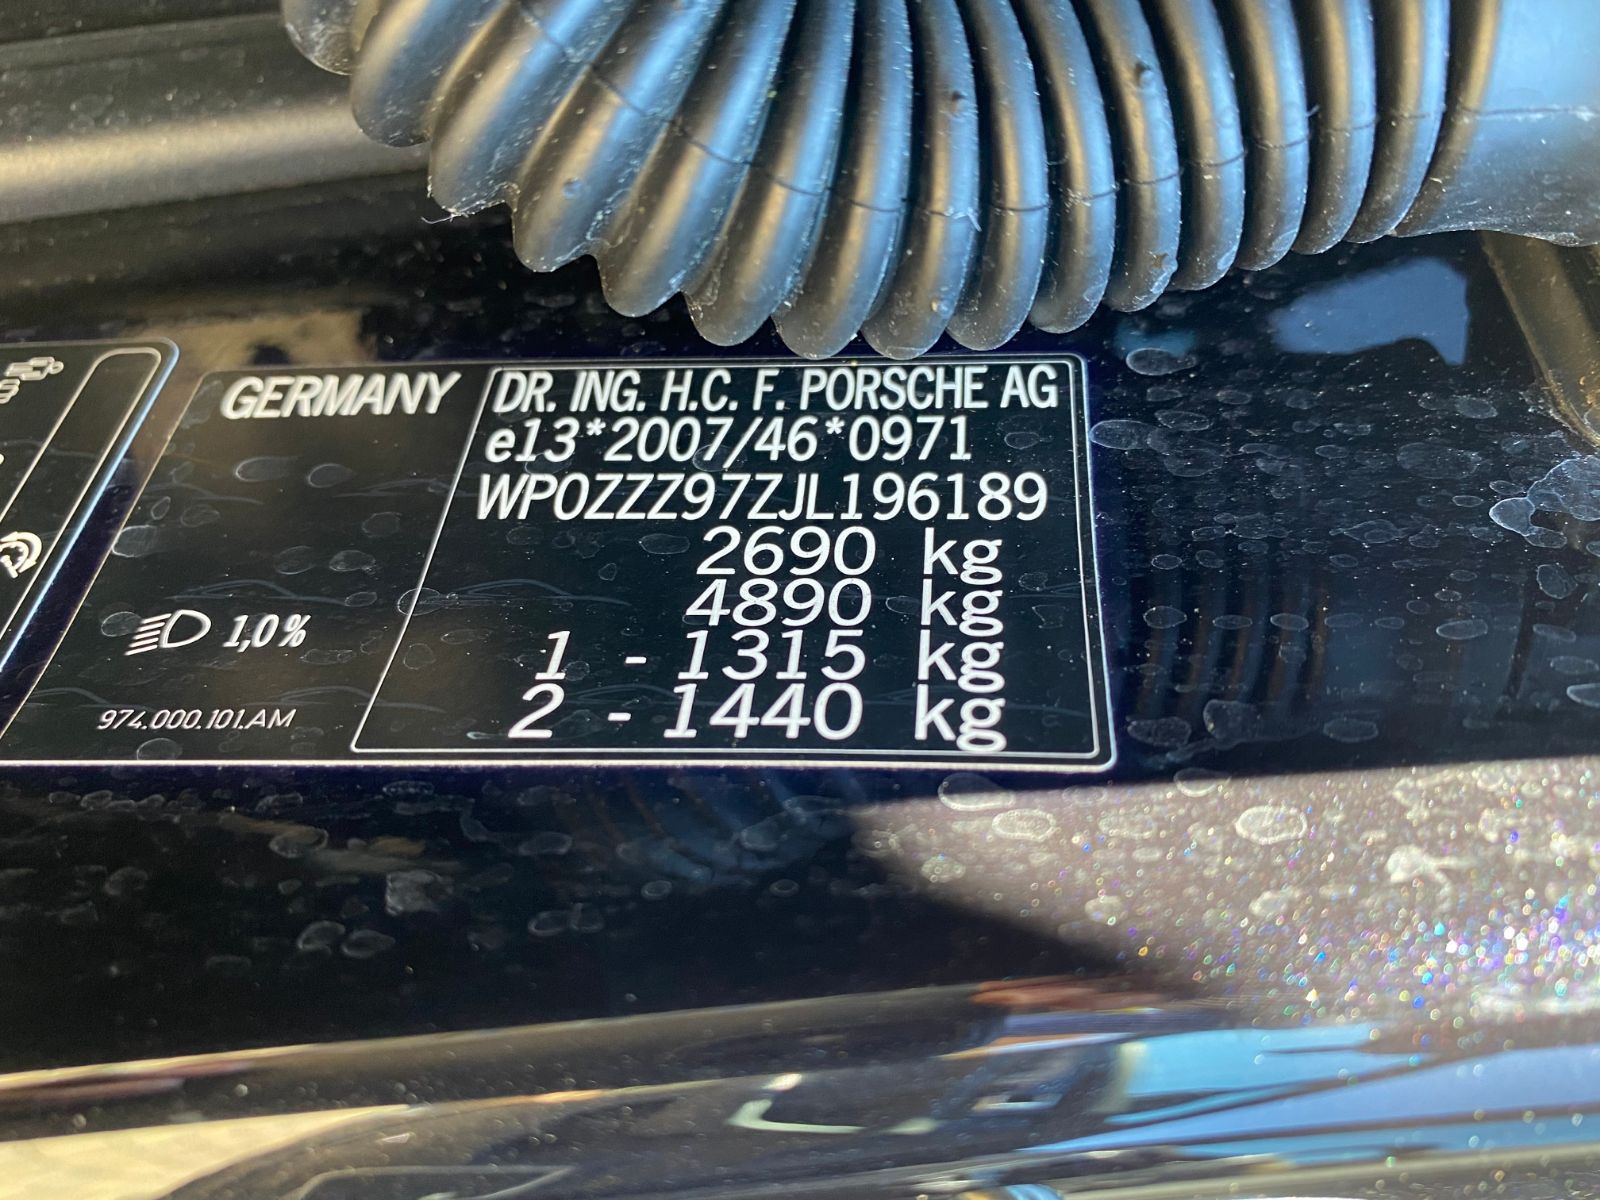 GERMANY
DR. ING. H.C. F. PORSCHE AG
e13*2007/46*0971
WP0ZZZ97ZJL196189
2690 kg
4890 kg
1 - 1315 kg
2 - 1440 kg
1,0%
974.000.101.AM